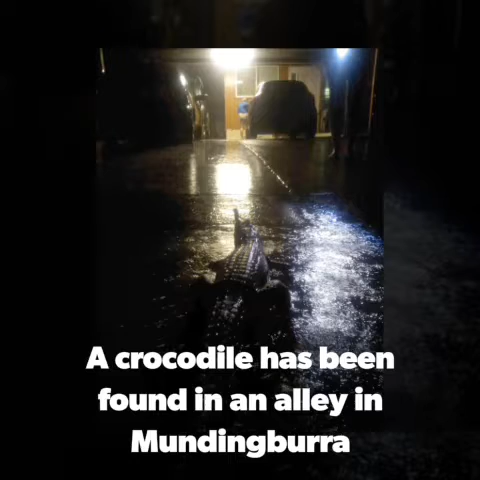 A crocodile has been
found in an alley in
Mundingburra